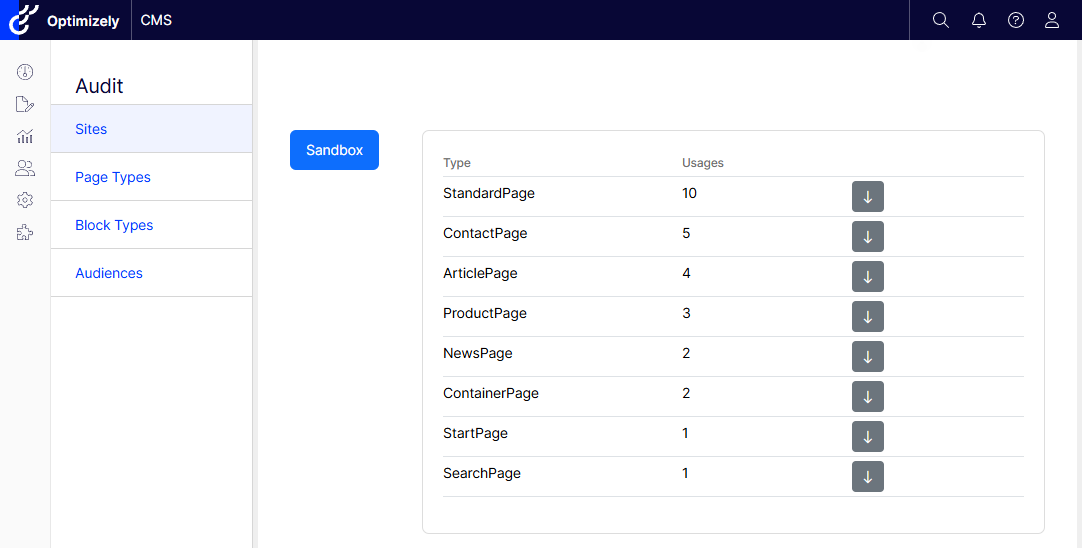 Optimizely CMS
Audit
Sites
Page Types
Block Types
Audiences
Sandbox
Type Usages
StandardPage 10
ContactPage 5
ArticlePage 4
ProductPage 3
NewsPage 2
ContainerPage 2
StartPage 1
SearchPage 1